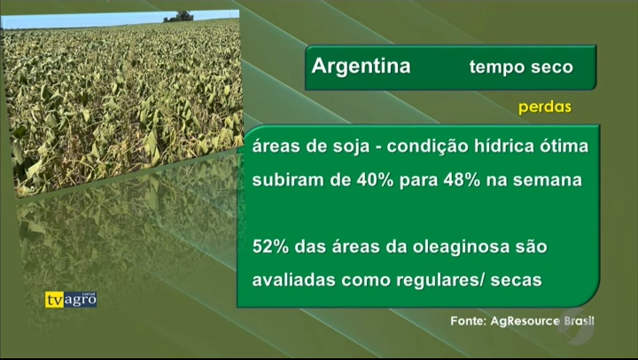 Argentina tempo seco
perdas
áreas de soja - condição hídrica ótima
subiram de 40% para 48% na semana
52% das áreas da oleaginosa são
avaliadas como regulares/ secas
tvagro
canal
Fonte: AgResource Brasil